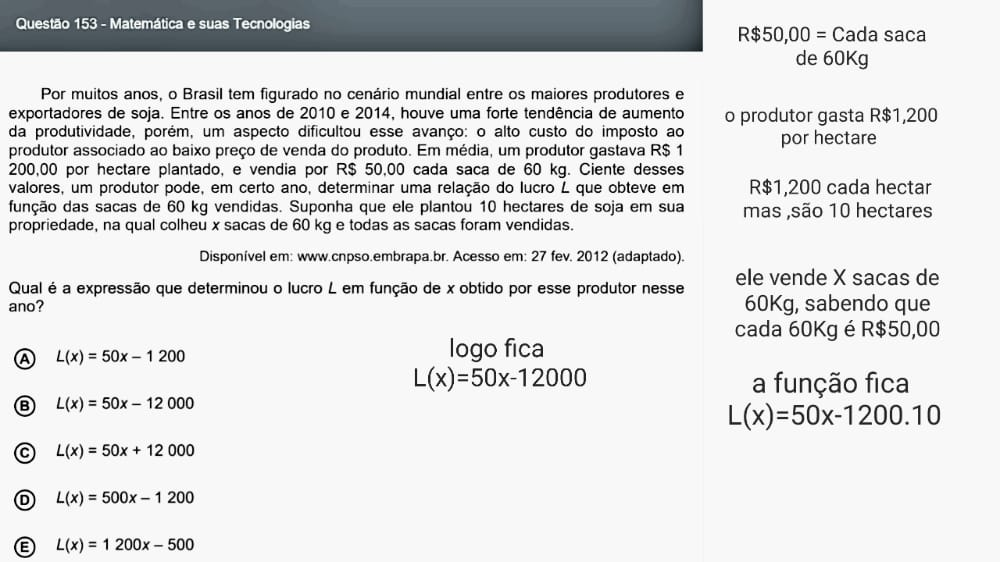 Questão 153 - Matemática e suas Tecnologias
Por muitos anos, o Brasil tem figurado no cenário mundial entre os maiores produtores e
exportadores de soja. Entre os anos de 2010 e 2014, houve uma forte tendência de aumento
da produtividade, porém, um aspecto dificultou esse avanço: o alto custo do imposto ao
produtor associado ao baixo preço de venda do produto. Em média, um produtor gastava R$ 1
200,00 por hectare plantado, e vendia por R$ 50,00 cada saca de 60 kg. Ciente desses
valores, um produtor pode, em certo ano, determinar uma relação do lucro L que obteve em
função das sacas de 60 kg vendidas. Suponha que ele plantou 10 hectares de soja em sua
propriedade, na qual colheu x sacas de 60 kg e todas as sacas foram vendidas.
Disponível em: www.cnpso.embrapa.br. Acesso em: 27 fev. 2012 (adaptado).
Qual é a expressão que determinou o lucro L em função de x obtido por esse produtor nesse
ano?
A L(x) = 50x – 1 200
B L(x) = 50x – 12 000
C L(x) = 50x + 12 000
D L(x) = 500x – 1 200
E L(x) = 1 200x – 500
logo fica
L(x)=50x-12000
R$50,00 = Cada saca
de 60Kg
o produtor gasta R$1,200
por hectare
R$1,200 cada hectar
mas ,são 10 hectares
ele vende X sacas de
60Kg, sabendo que
cada 60Kg é R$50,00
a função fica
L(x)=50x-1200.10